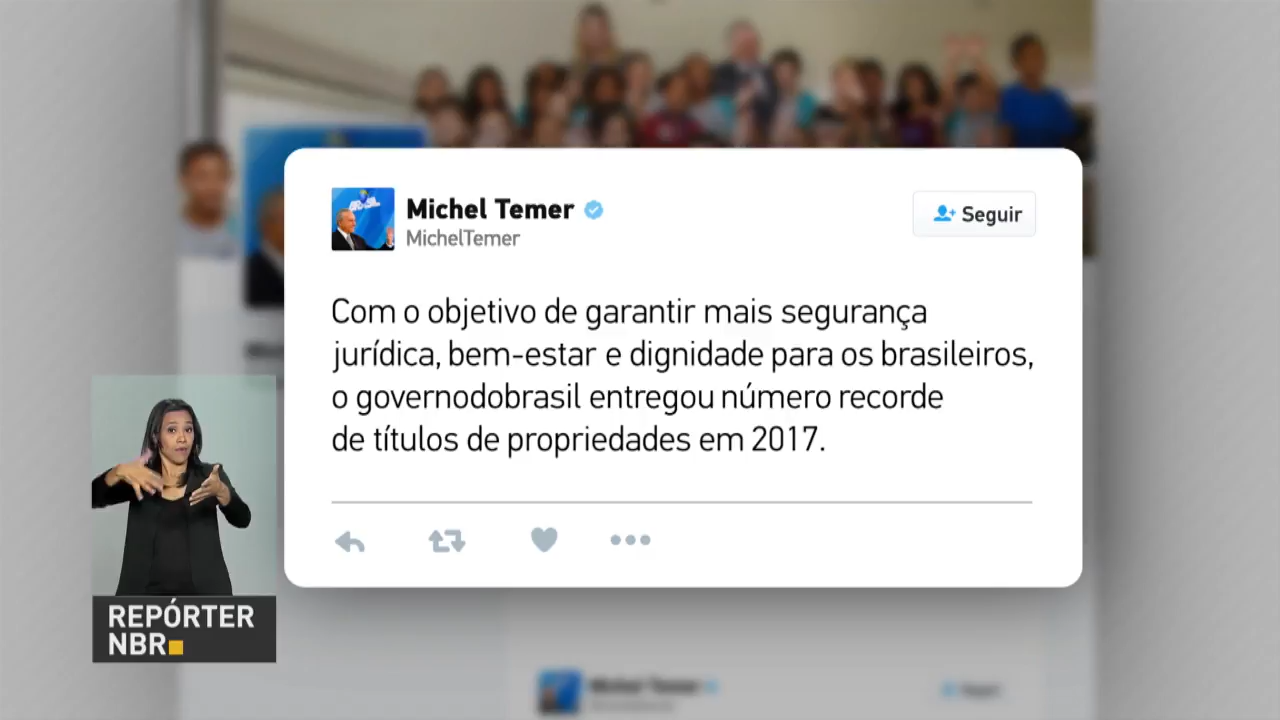 Michel Temer
MichelTemer
Seguir
Com o objetivo de garantir mais segurança
jurídica, bem-estar e dignidade para os brasileiros,
o governodobrasil entregou número recorde
de títulos de propriedades em 2017.
REPÓRTER
NBR